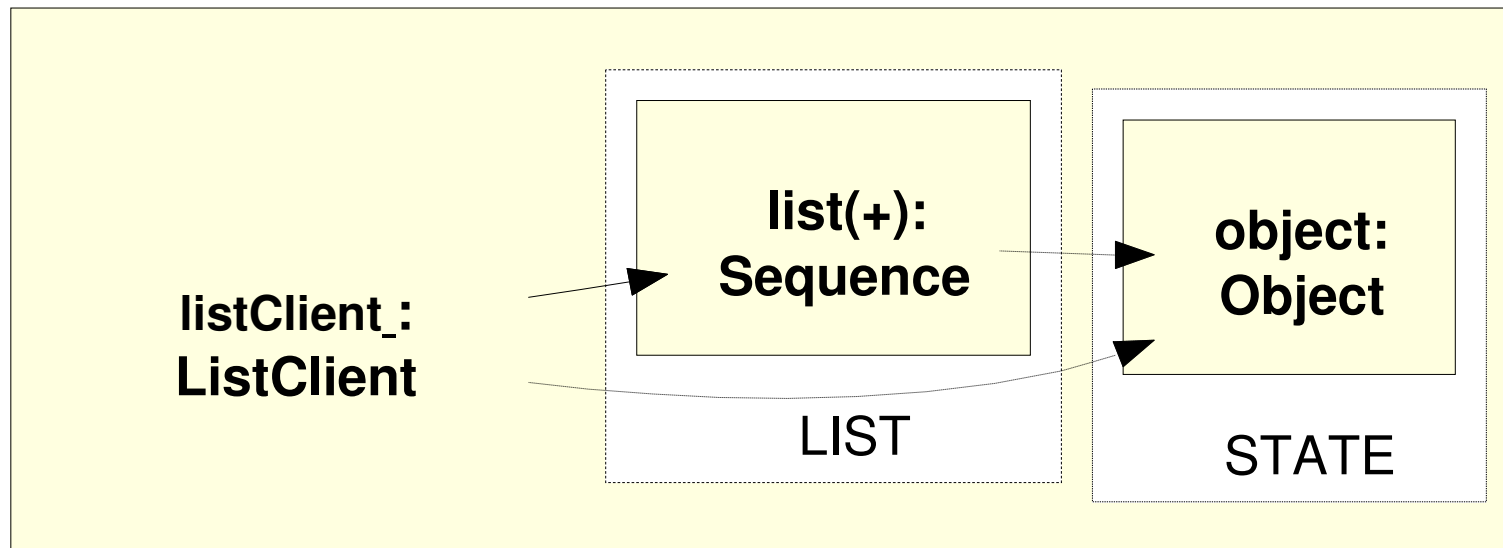 listClient_:
ListClient
list(+):
Sequence
LIST
object:
Object
STATE